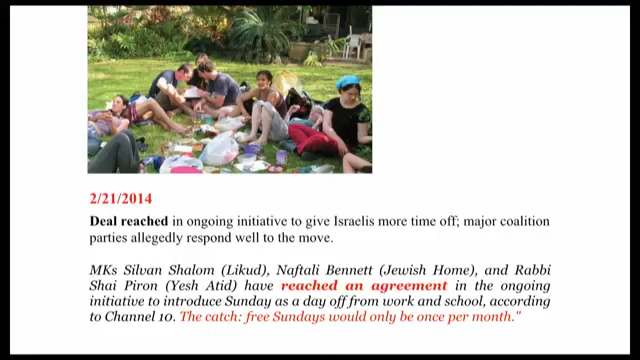 2/21/2014
Deal reached in ongoing initiative to give Israelis more time off; major coalition
parties allegedly respond well to the move.
MKs Silvan Shalom (Likud), Naftali Bennett (Jewish Home), and Rabbi
Shai Piron (Yesh Atid) have reached an agreement in the ongoing
initiative to introduce Sunday as a day off from work and school, according
to Channel 10. The catch: free Sundays would only be once per month."